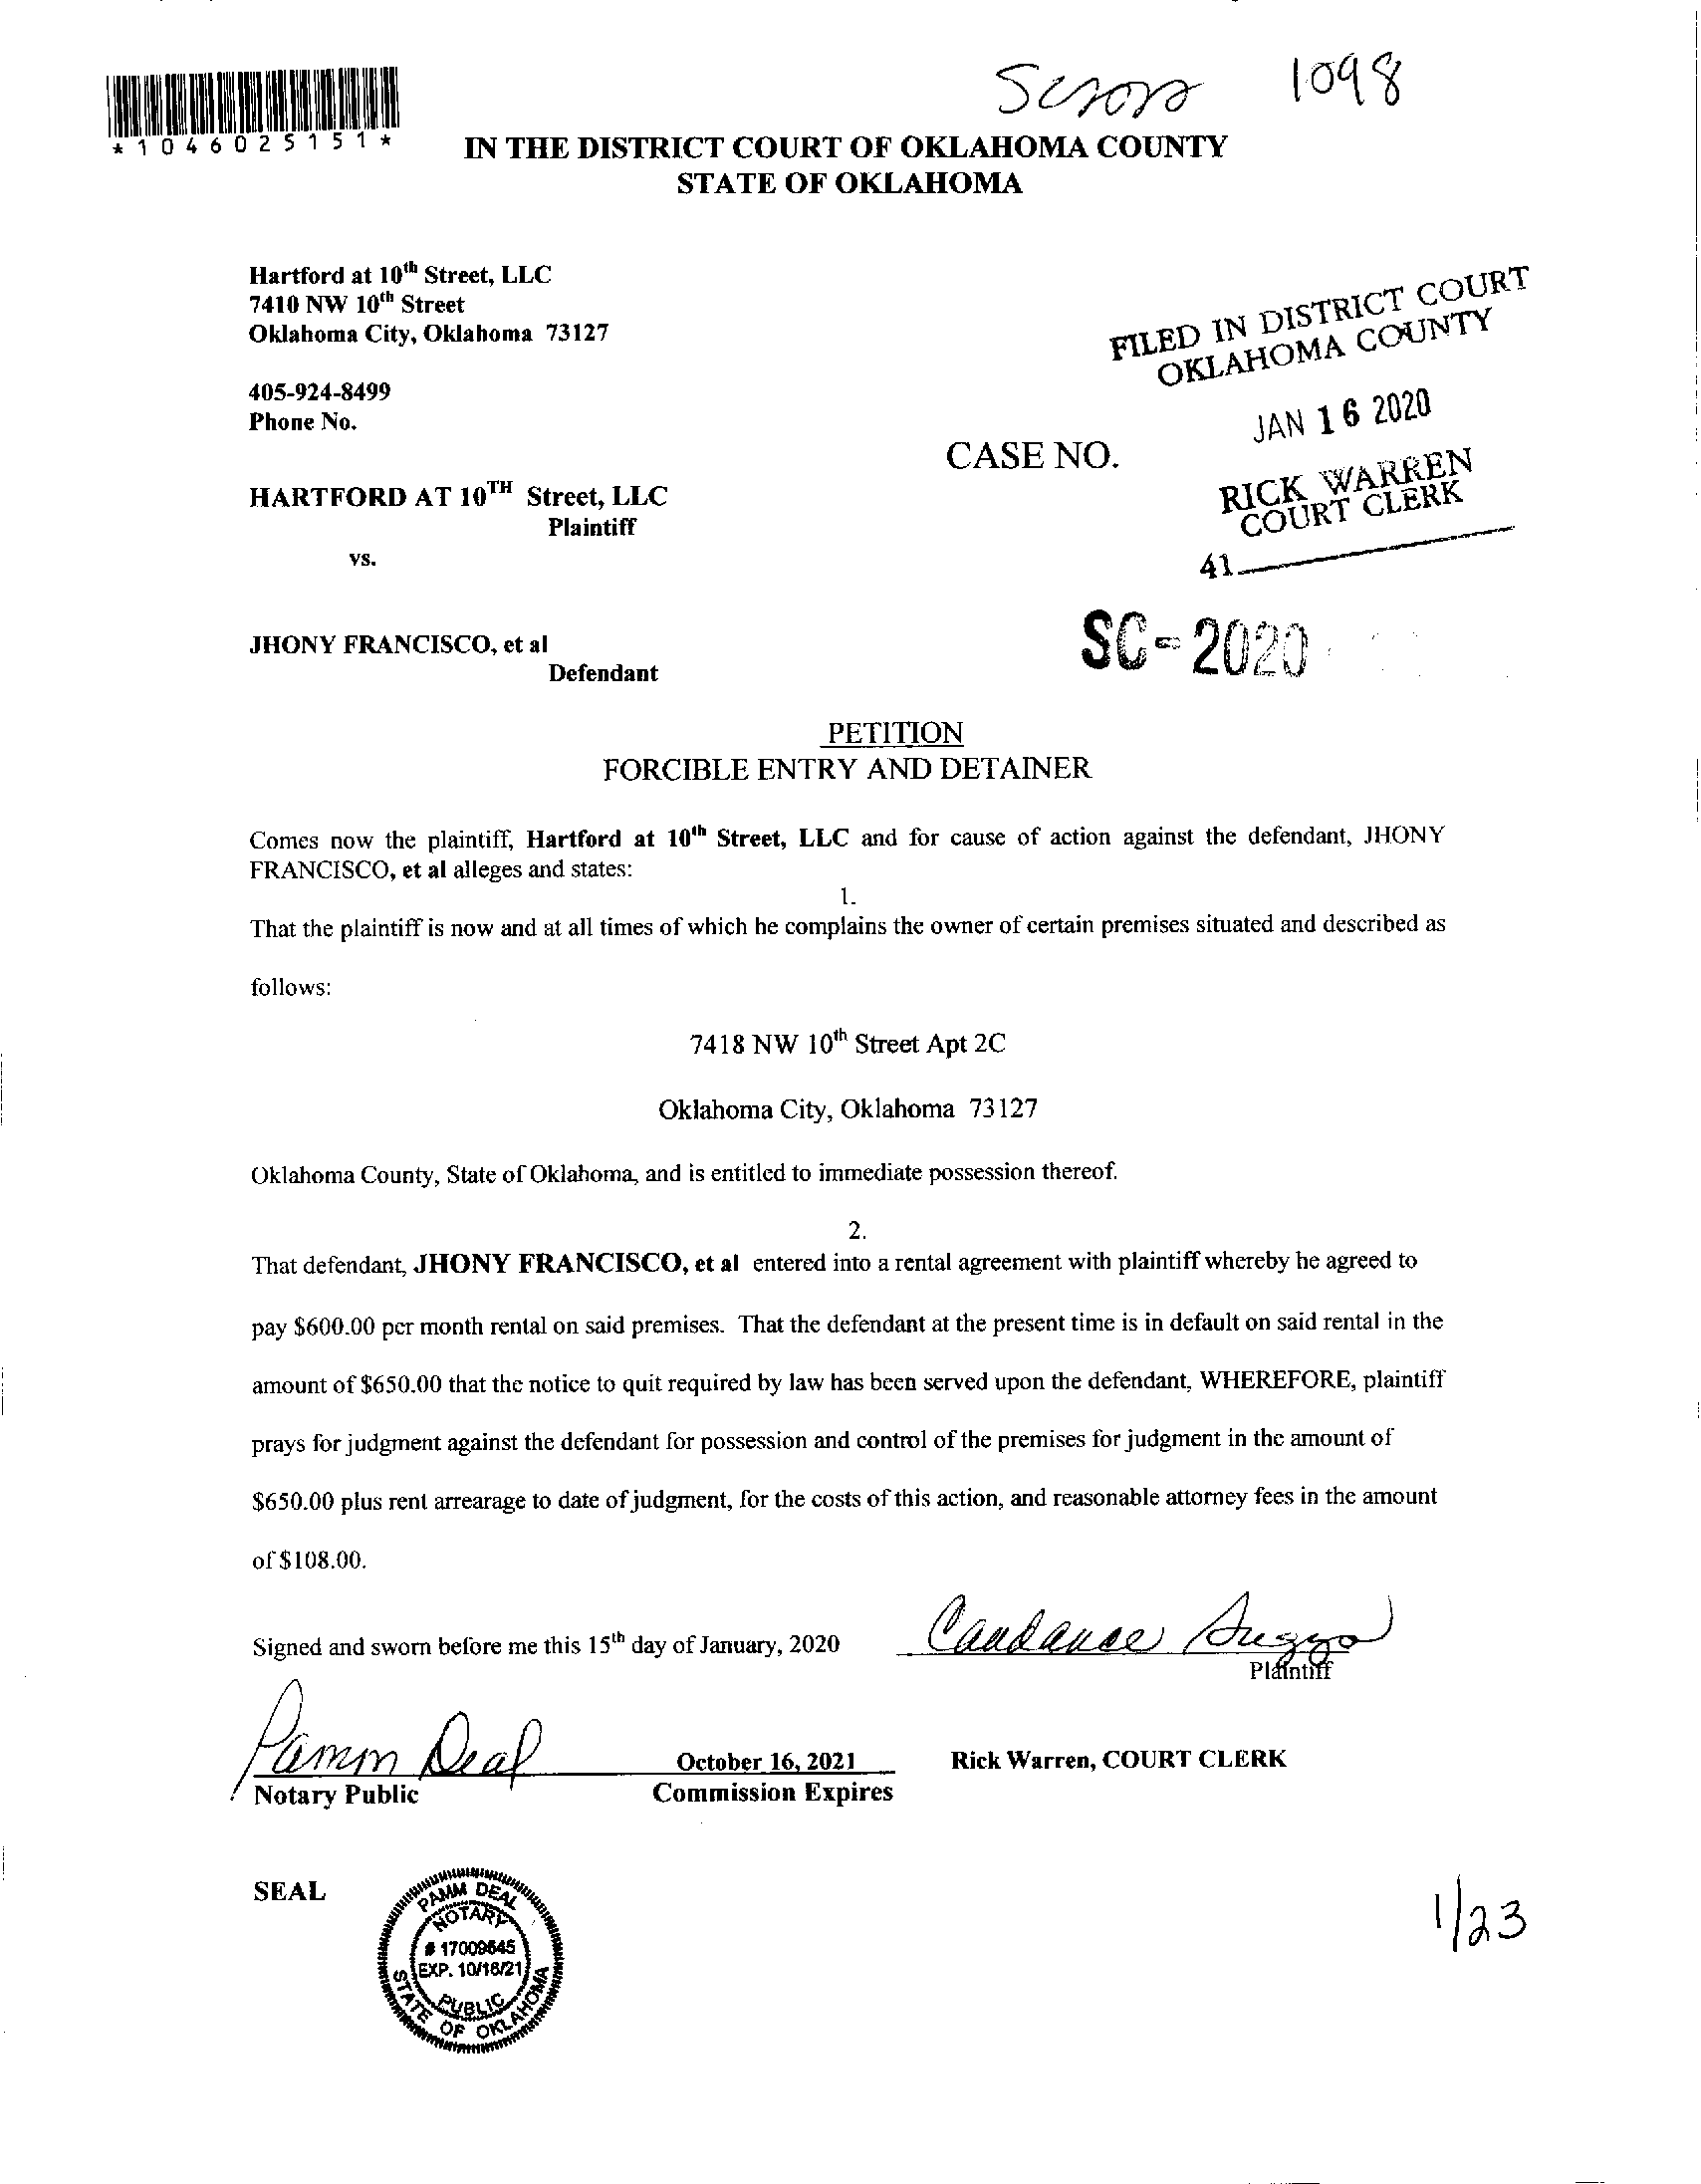 1098
*1046025151*
IN THE DISTRICT COURT OF OKLAHOMA COUNTY
STATE OF OKLAHOMA
Hartford at 10th Street, LLC
7410 NW 10th Street
Oklahoma City, Oklahoma 73127
405-924-8499
Phone No.
FILED IN DISTRICT COURT
OKLAHOMA COUNTY
JAN 16 2020
RICK WARREN
COURT CLERK
41
CASE NO.
HARTFORD AT 10TH Street, LLC
Plaintiff
vs.
JHONY FRANCISCO, et al
Defendant
SC-2020
PETITION
FORCIBLE ENTRY AND DETAINER
Comes now the plaintiff, Hartford at 10th Street, LLC and for cause of action against the defendant, JHONY
FRANCISCO, et al alleges and states:
1.
That the plaintiff is now and at all times of which he complains the owner of certain premises situated and described as
follows:
7418 NW 10th Street Apt 2C
Oklahoma City, Oklahoma 73127
Oklahoma County, State of Oklahoma, and is entitled to immediate possession thereof.
2.
That defendant, JHONY FRANCISCO, et al entered into a rental agreement with plaintiff whereby he agreed to
pay $600.00 per month rental on said premises. That the defendant at the present time is in default on said rental in the
amount of $650.00 that the notice to quit required by law has been served upon the defendant, WHEREFORE, plaintiff
prays for judgment against the defendant for possession and control of the premises for judgment in the amount of
$650.00 plus rent arrearage to date of judgment, for the costs of this action, and reasonable attorney fees in the amount
of $108.00.
Signed and sworn before me this 15th day of January, 2020
Candance
Plaintiff
Pamm Deal
Notary Public
October 16, 2021
Commission Expires
Rick Warren, COURT CLERK
SEAL
PAMM DEAL
NOTARY
# 17009645
EXP. 10/16/21
PUBLIC
STATE OF OKLAHOMA
1/23